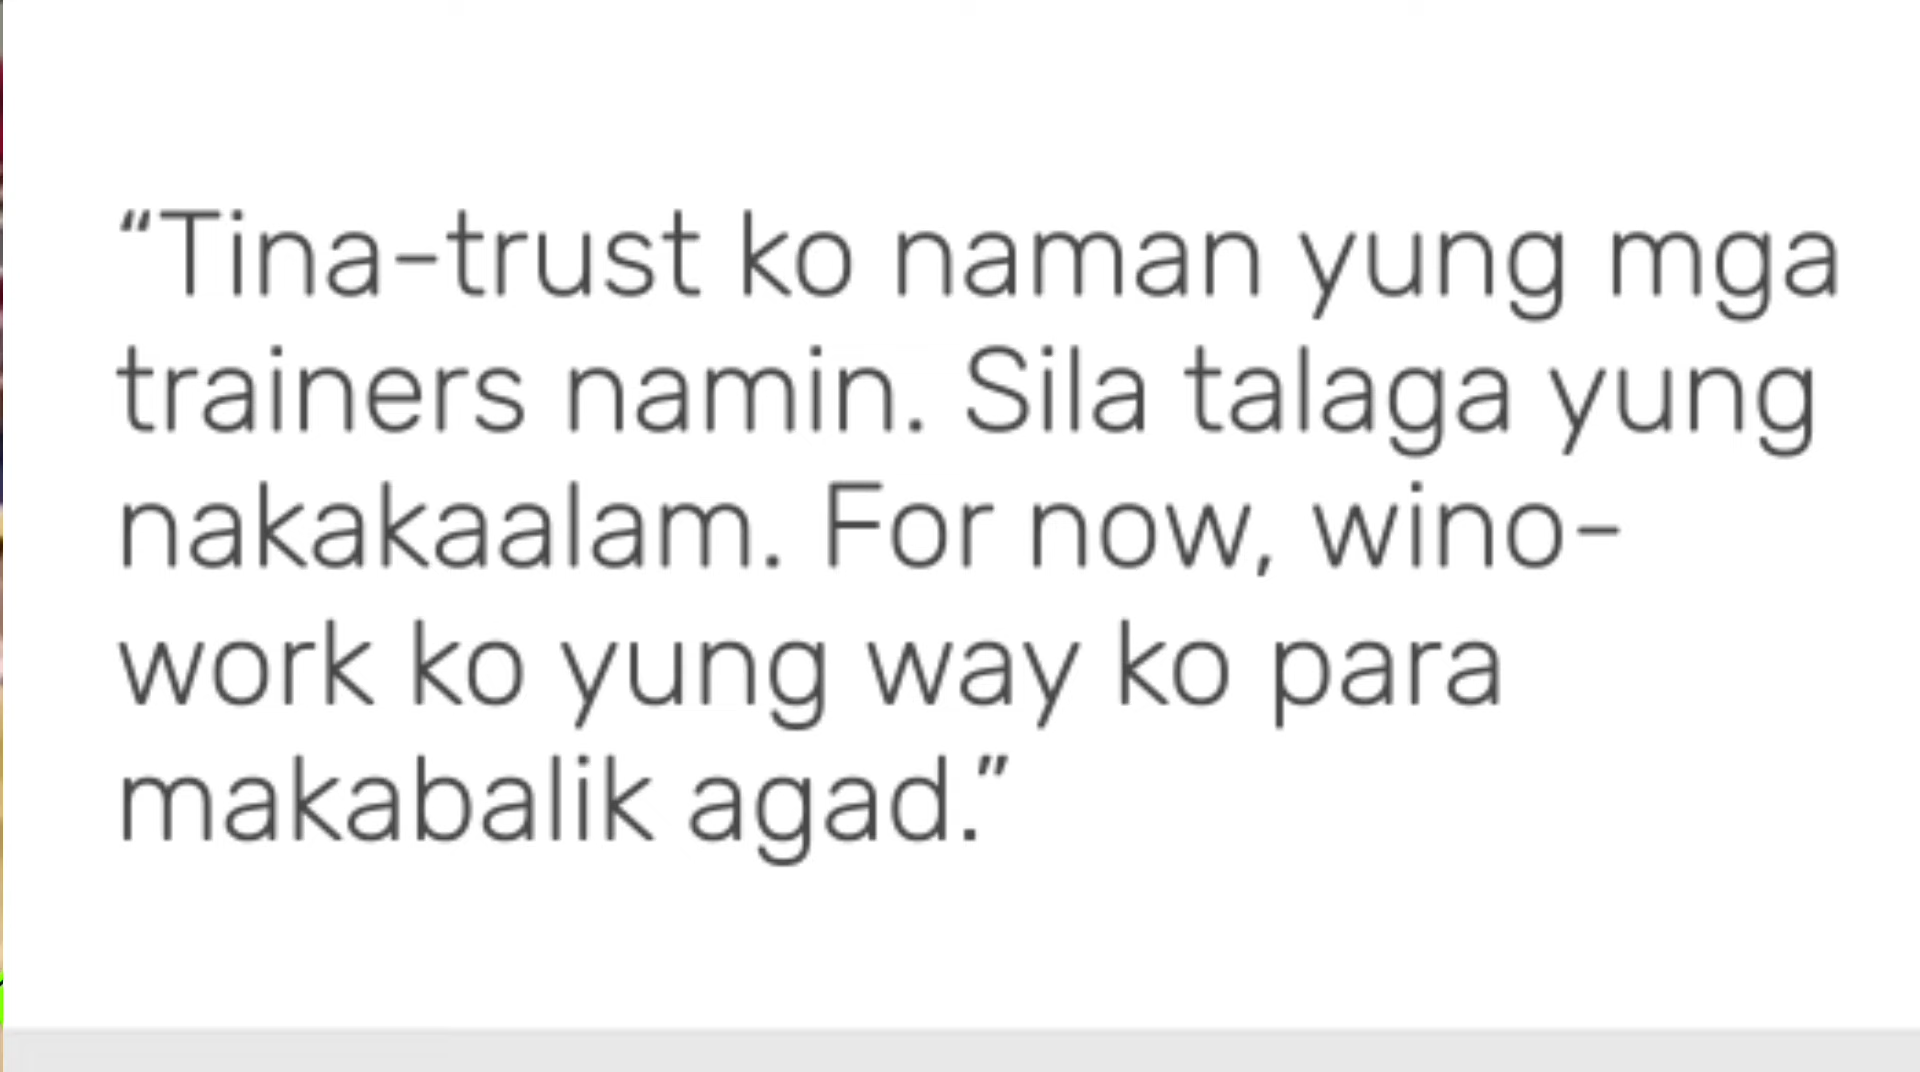 “Tina-trust ko naman yung mga
trainers namin. Sila talaga yung
nakakaalam. For now, wino-
work ko yung way ko para
makabalik agad.”